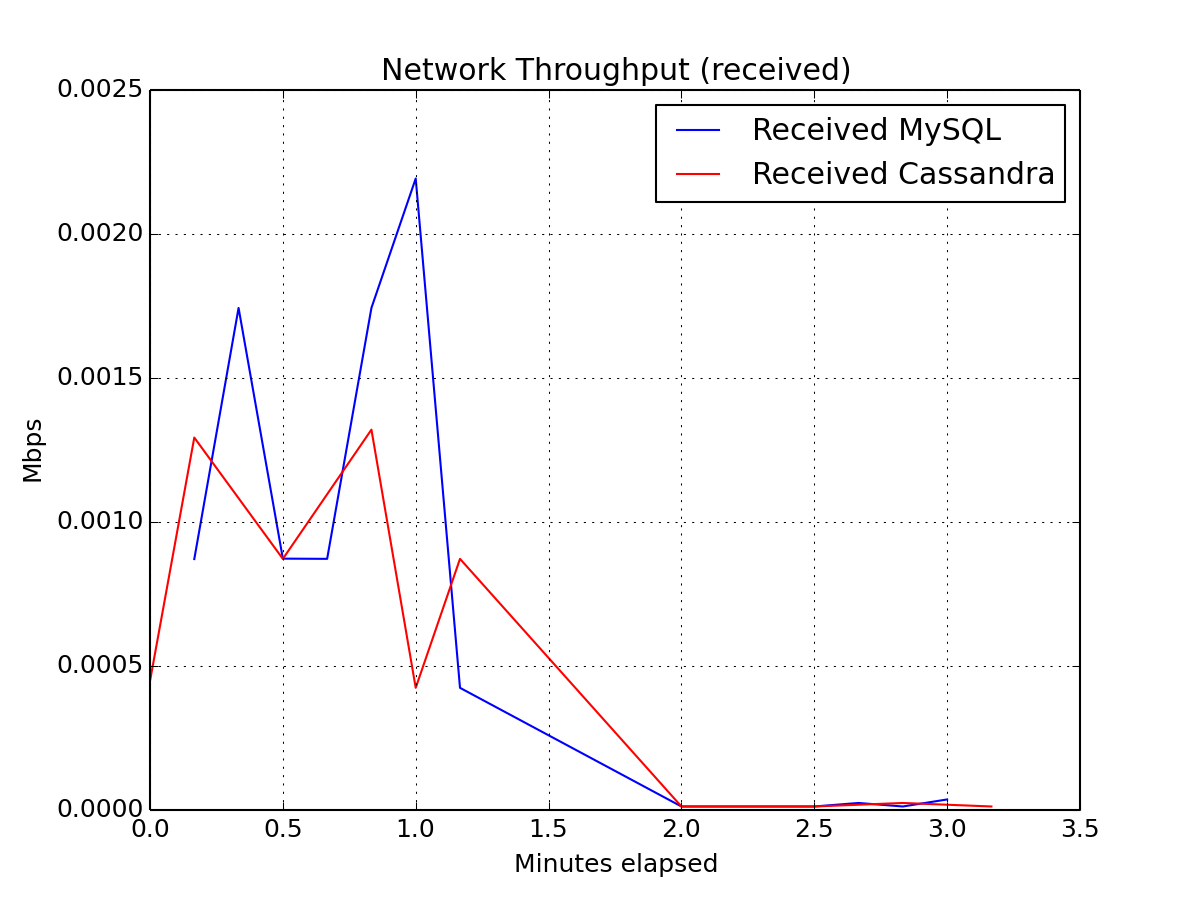 Network Throughput (received)
0.0025
0.0020
0.0015
0.0010
0.0005
0.0000
Mbps
Received MySQL
Received Cassandra
0.0 0.5 1.0 1.5 2.0 2.5 3.0 3.5
Minutes elapsed